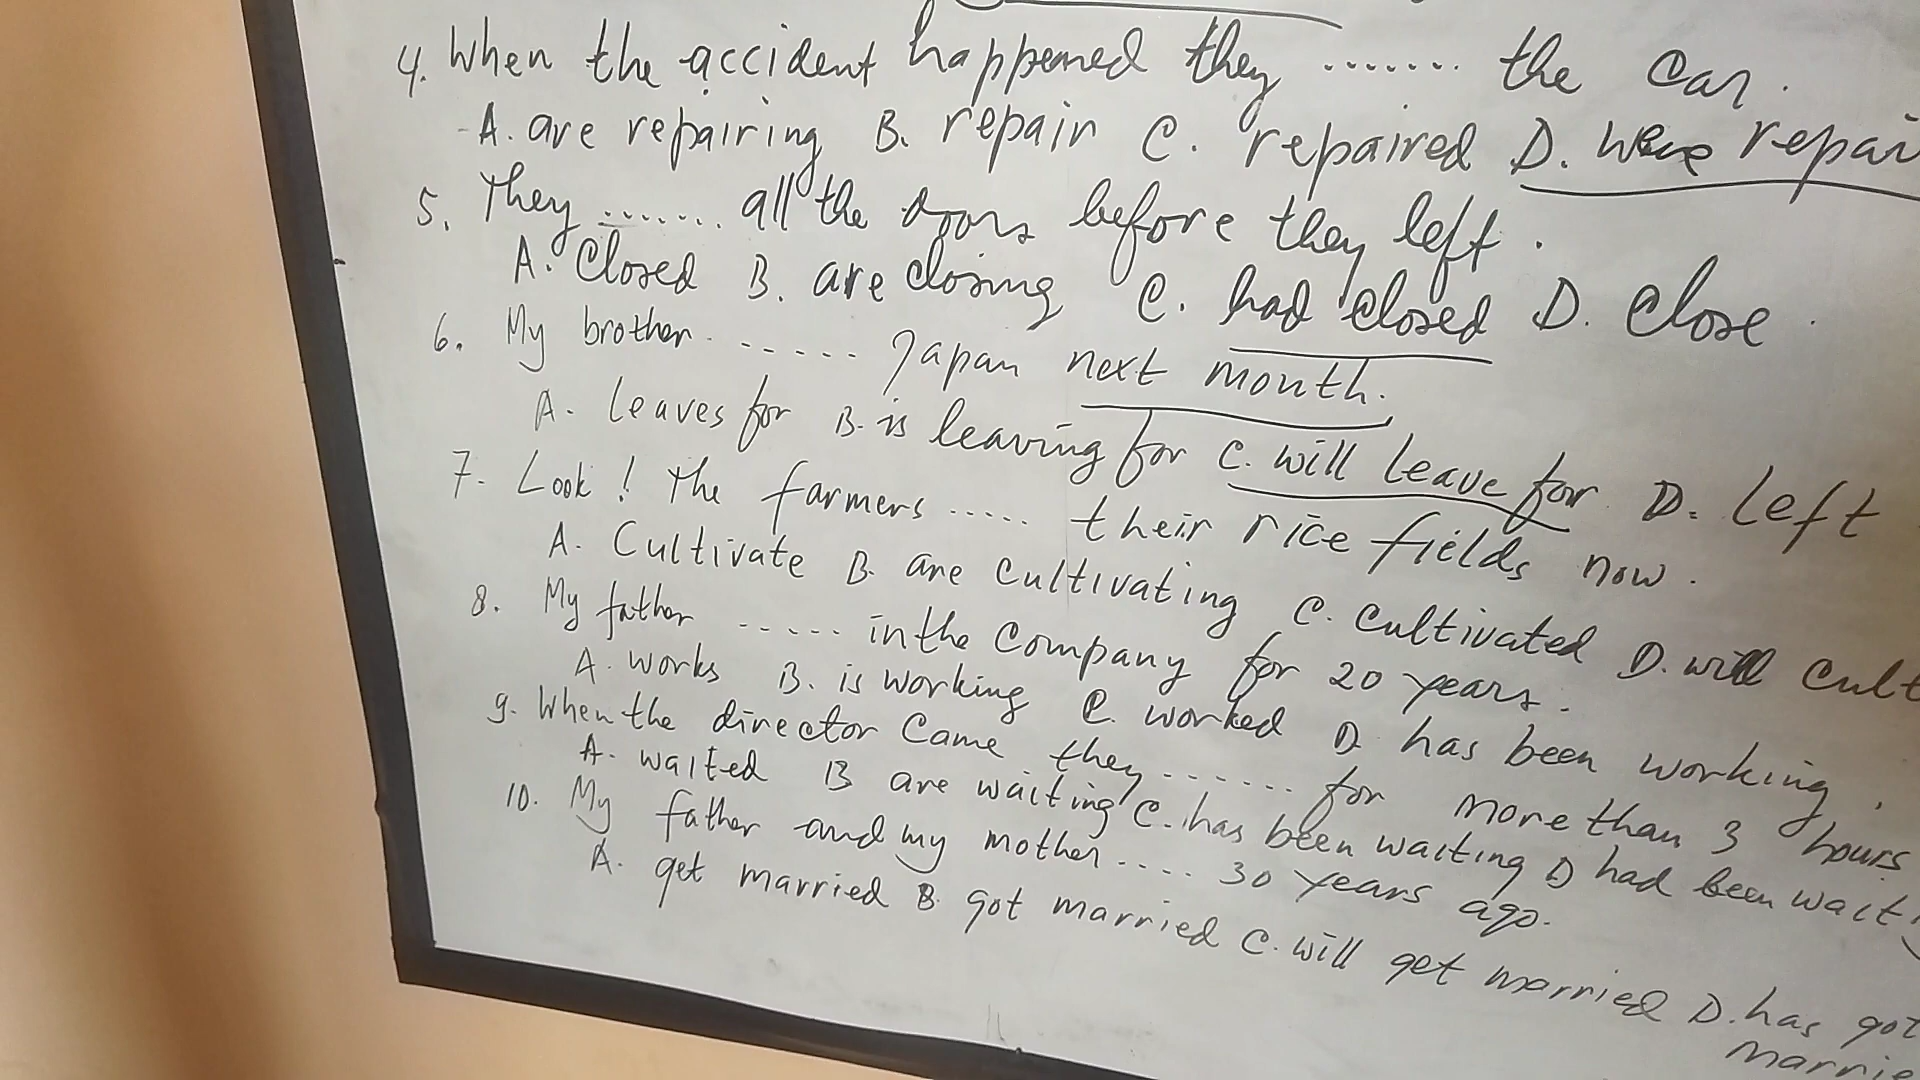 4. When the accident happened they ....... the car.
A. are repairing B. repair C. repaired D. were repai
5. They ....... all the doors before they left.
A. Closed B. are closing C. had closed D. close
6. My brother ...... Japan next month.
A. Leaves for B. is leaving for C. will leave for D. Left
7. Look! The farmers ..... their rice fields now.
A. Cultivate B. are cultivating C. cultivated D. will cult
8. My father ...... in the company for 20 years.
A. works B. is working C. worked D has been working.
9. When the director came they ...... for more than 3 hours
A. waited B are waiting C. has been waiting D had been wait
10. My father and my mother .... 30 years ago.
A. get married B. got married C. will get married D. has got
marrie